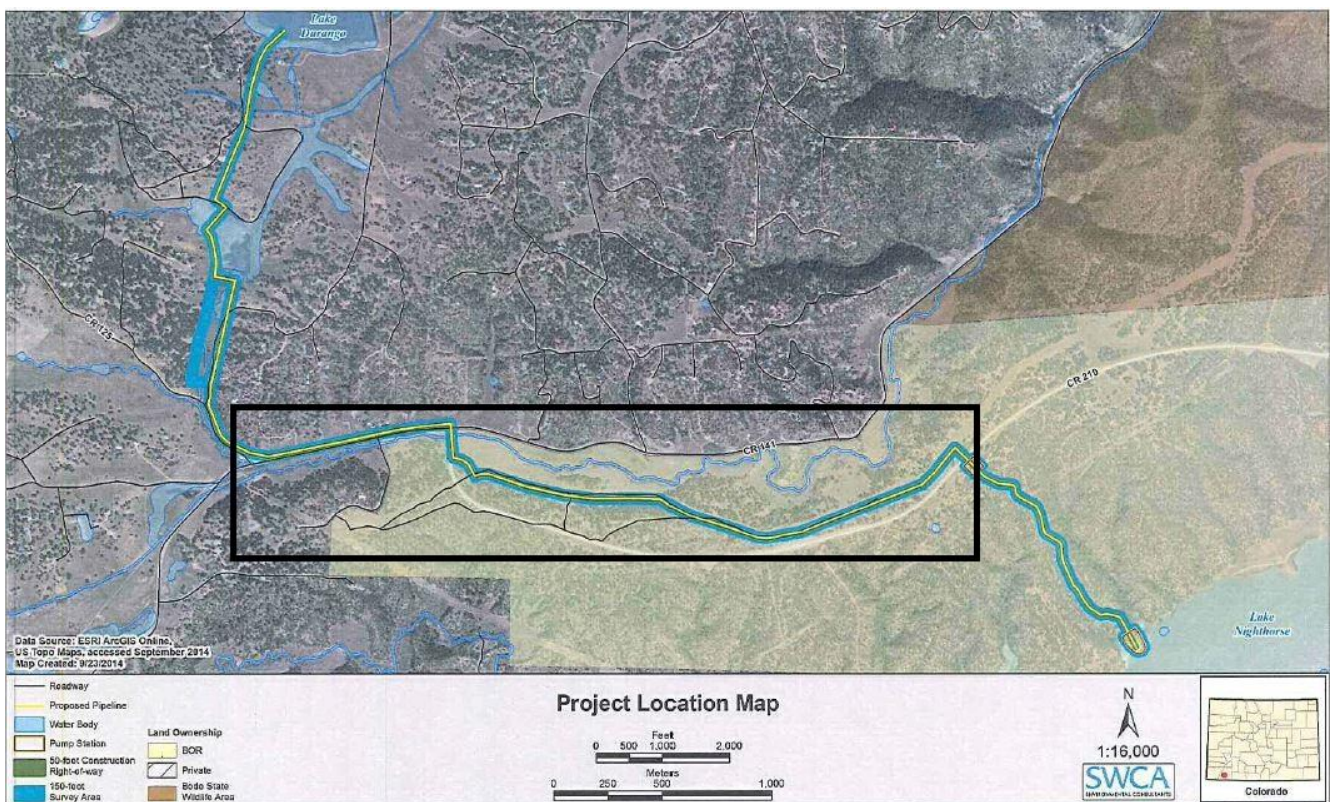 Lake
Durango
CR 125
CR 141
CR 210
Lake
Nighthorse
Data Source: ESRI ArcGIS Online,
US Topo Maps, accessed September 2014
Map Created: 9/23/2014
Roadway
Proposed Pipeline
Water Body
Pump Station
50-foot Construction
Right-of-way
150-foot
Survey Area
Land Ownership
BOR
Private
Bodo State
Wildlife Area
Project Location Map
Feet
0 500 1,000 2,000
Meters
0 250 500 1,000
N
1:16,000
SWCA
ENVIRONMENTAL CONSULTANTS
Colorado